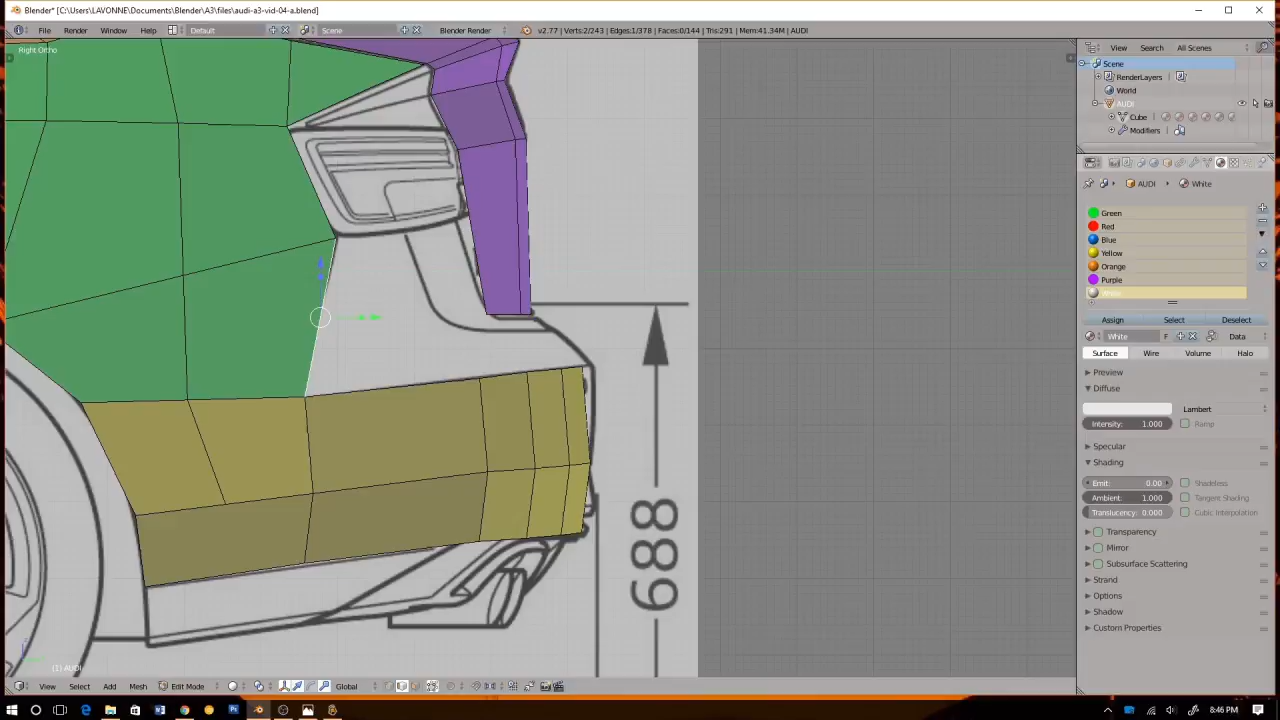 Blender* [C:\Users\LAVONNE\Documents\Blender\A3\files\audi-a3-vid-04-a.blend]
File Render Window Help Default Scene Blender Render v2.77 | Verts:2/243 | Edges:1/378 | Faces:0/144 | Tris:291 | Mem:41.34M | AUDI
Right Ortho
View Search All Scenes
Scene
RenderLayers
World
AUDI
Cube
Modifiers
AUDI White
Green
Red
Blue
Yellow
Orange
Purple
White
Assign Select Deselect
White F Data
Surface Wire Volume Halo
Preview
Diffuse
Lambert
Intensity: 1.000 Ramp
Specular
Shading
Emit: 0.00 Shadeless
Ambient: 1.000 Tangent Shading
Translucency: 0.000 Cubic Interpolation
Transparency
Mirror
Subsurface Scattering
Strand
Options
Shadow
Custom Properties
688
(1) AUDI
View Select Add Mesh Edit Mode Global
8:46 PM